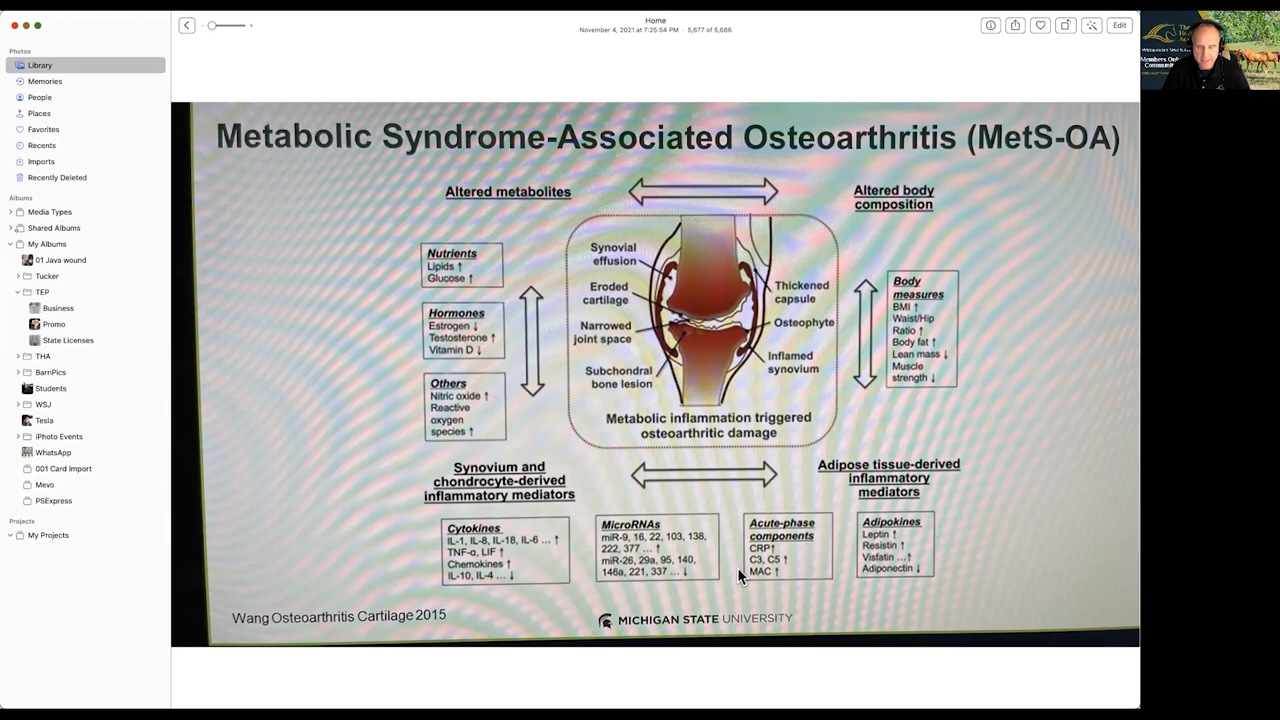 Home
November 4, 2021 at 7:25:54 PM - 5,677 of 5,686
Edit
Photos
Library
Memories
People
Places
Favorites
Recents
Imports
Recently Deleted
Albums
Media Types
Shared Albums
My Albums
01 Java wound
Tucker
TEP
Business
Promo
State Licenses
THA
BarnPics
Students
WSJ
Tesla
iPhoto Events
WhatsApp
001 Card Import
Mevo
PSExpress
Projects
My Projects
Metabolic Syndrome-Associated Osteoarthritis (MetS-OA)
Altered metabolites
Altered body
composition
Nutrients
Lipids ↑
Glucose ↑
Hormones
Estrogen ↓
Testosterone ↑
Vitamin D ↓
Others
Nitric oxide ↑
Reactive
oxygen
species ↑
Synovial
effusion
Eroded
cartilage
Narrowed
joint space
Subchondral
bone lesion
Thickened
capsule
Osteophyte
Inflamed
synovium
Metabolic inflammation triggered
osteoarthritic damage
Body
measures
BMI ↑
Waist/Hip
Ratio ↑
Body fat ↑
Lean mass ↓
Muscle
strength ↓
Synovium and
chondrocyte-derived
inflammatory mediators
Adipose tissue-derived
inflammatory
mediators
Cytokines
IL-1, IL-8, IL-18, IL-6 ... ↑
TNF-α, LIF ↑
Chemokines ↑
IL-10, IL-4 ... ↓
MicroRNAs
miR-9, 16, 22, 103, 138,
222, 377 ... ↑
miR-26, 29a, 95, 140,
146a, 221, 337 ... ↓
Acute-phase
components
CRP↑
C3, C5 ↑
MAC ↑
Adipokines
Leptin ↑
Resistin ↑
Visfatin ...↑
Adiponectin ↓
Wang Osteoarthritis Cartilage 2015
MICHIGAN STATE UNIVERSITY
Members Only